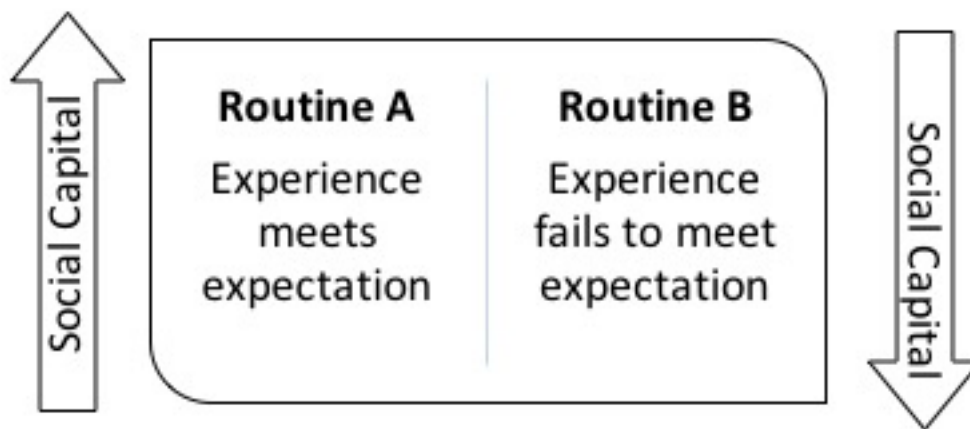 Social Capital
Routine A
Experience
meets
expectation
Routine B
Experience
fails to meet
expectation
Social Capital